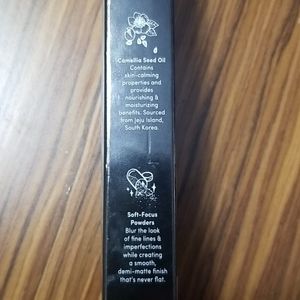 Camellia Seed Oil
Contains
skin-calming
properties and
provides
nourishing &
moisturizing
benefits. Sourced
from Jeju Island,
South Korea.
Soft-Focus
Powders
Blur the look
of fine lines &
imperfections
while creating
a smooth,
demi-matte finish
that's never flat.